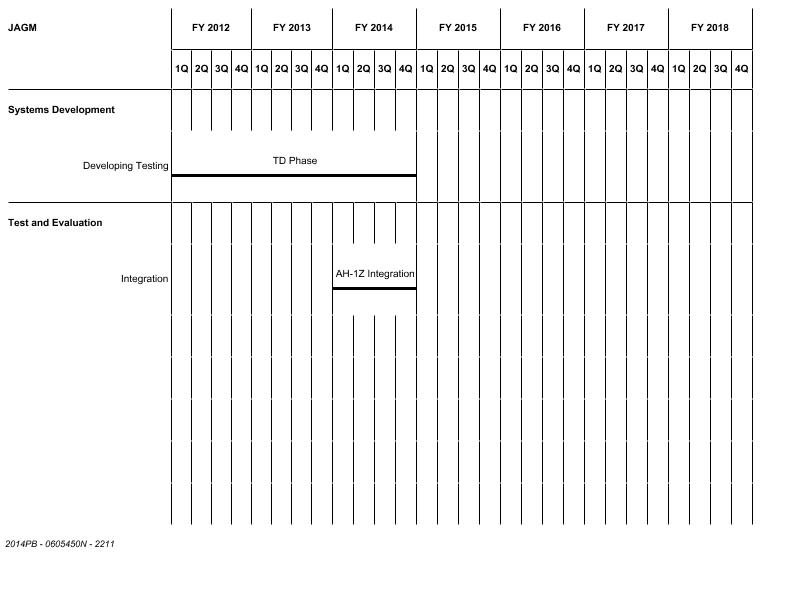 JAGM FY 2012 FY 2013 FY 2014 FY 2015 FY 2016 FY 2017 FY 2018
1Q 2Q 3Q 4Q 1Q 2Q 3Q 4Q 1Q 2Q 3Q 4Q 1Q 2Q 3Q 4Q 1Q 2Q 3Q 4Q 1Q 2Q 3Q 4Q 1Q 2Q 3Q 4Q
Systems Development
Developing Testing TD Phase
Test and Evaluation
Integration AH-1Z Integration
2014PB - 0605450N - 2211